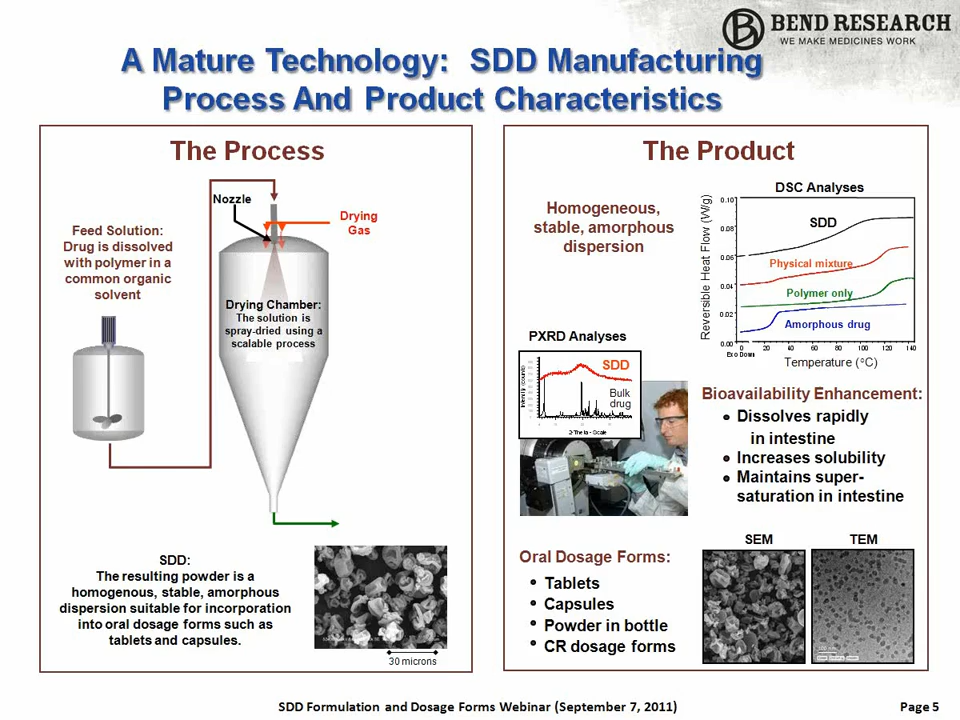 BEND RESEARCH
WE MAKE MEDICINES WORK
A Mature Technology: SDD Manufacturing
Process And Product Characteristics
The Process
Nozzle
Drying
Gas
Feed Solution:
Drug is dissolved
with polymer in a
common organic
solvent
Drying Chamber:
The solution is
spray-dried using a
scalable process
SDD:
The resulting powder is a
homogenous, stable, amorphous
dispersion suitable for incorporation
into oral dosage forms such as
tablets and capsules.
30 microns
The Product
Homogeneous,
stable, amorphous
dispersion
DSC Analyses
Reversible Heat Flow (W/g)
0.10
0.08
0.06
0.04
0.02
0.00
SDD
Physical mixture
Polymer only
Amorphous drug
0 20 40 60 80 100 120 140
Exo Down
Temperature (°C)
PXRD Analyses
SDD
Bulk
drug
Intensity (counts)
2-Theta - Scale
Bioavailability Enhancement:
• Dissolves rapidly
in intestine
• Increases solubility
• Maintains super-
saturation in intestine
Oral Dosage Forms:
• Tablets
• Capsules
• Powder in bottle
• CR dosage forms
SEM
TEM
SDD Formulation and Dosage Forms Webinar (September 7, 2011)
Page 5